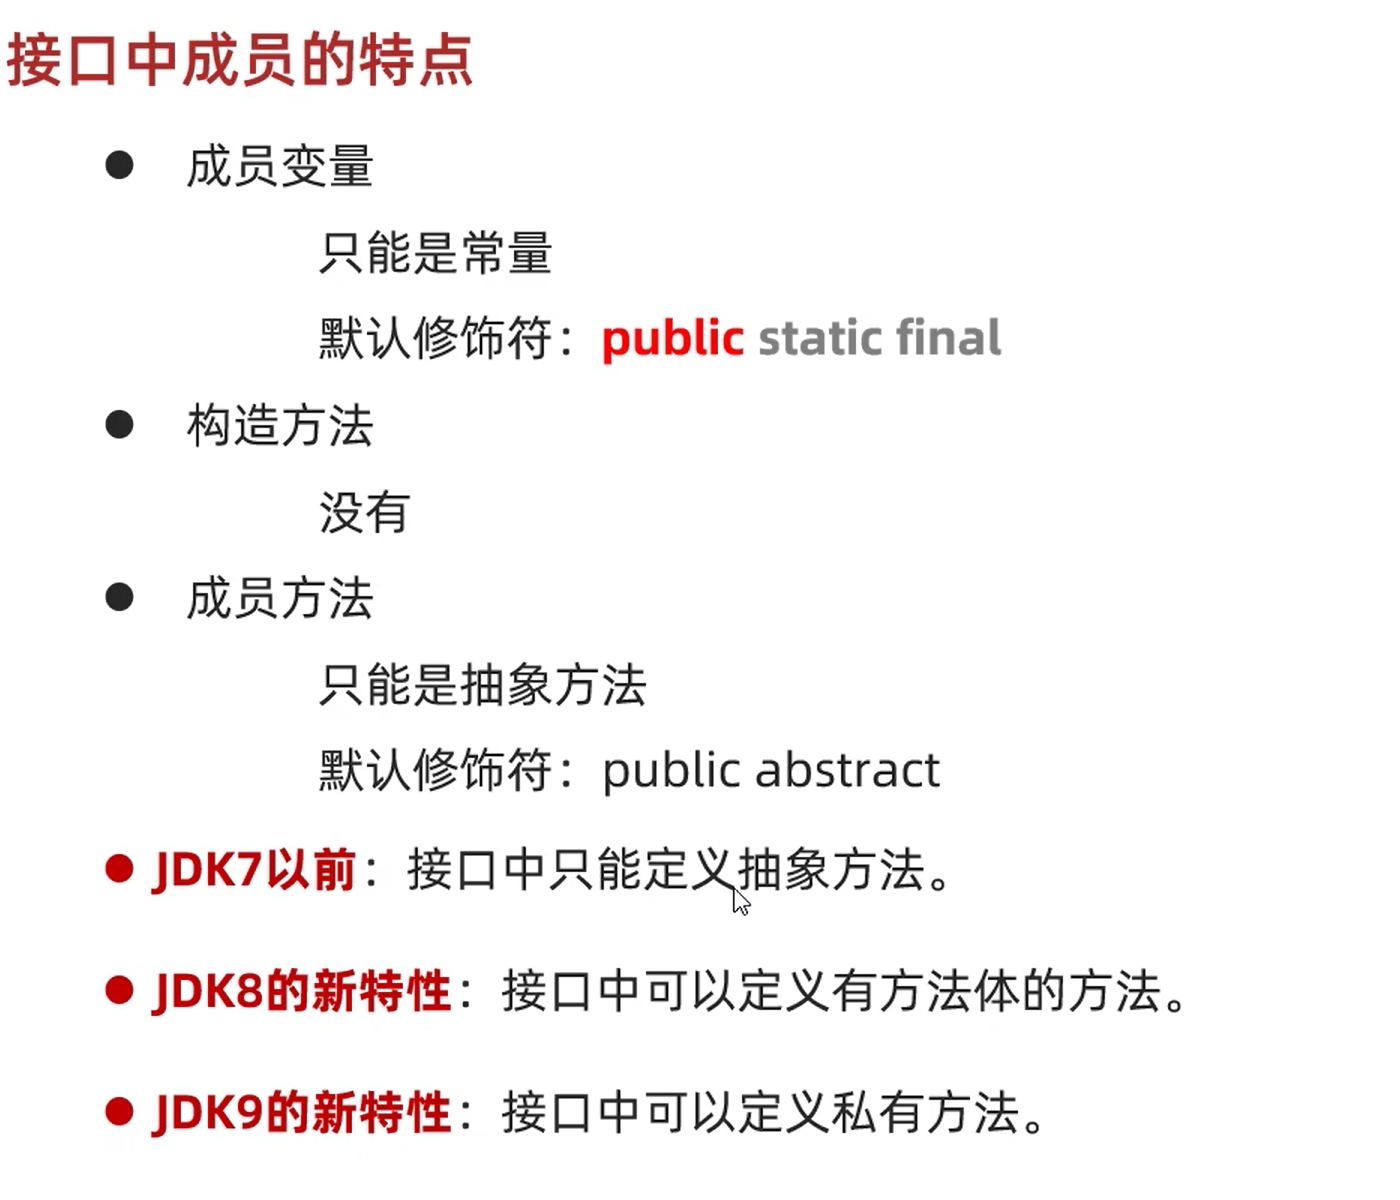 接口中成员的特点
● 成员变量
只能是常量
默认修饰符：public static final
● 构造方法
没有
● 成员方法
只能是抽象方法
默认修饰符：public abstract
● JDK7以前：接口中只能定义抽象方法。
● JDK8的新特性：接口中可以定义有方法体的方法。
● JDK9的新特性：接口中可以定义私有方法。